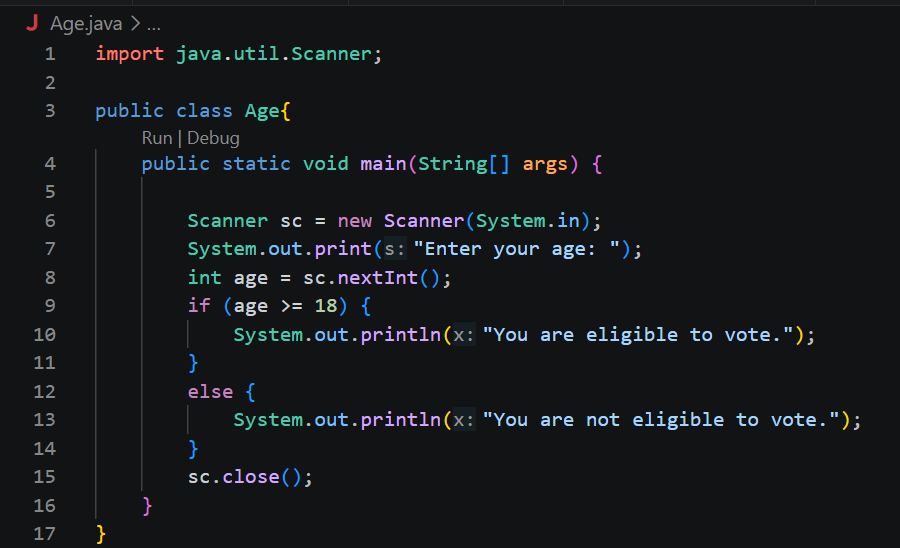 J Age.java > ...
1 import java.util.Scanner;
2
3 public class Age{
Run | Debug
4 public static void main(String[] args) {
5
6 Scanner sc = new Scanner(System.in);
7 System.out.print(s: "Enter your age: ");
8 int age = sc.nextInt();
9 if (age >= 18) {
10 System.out.println(x: "You are eligible to vote.");
11 }
12 else {
13 System.out.println(x: "You are not eligible to vote.");
14 }
15 sc.close();
16 }
17 }